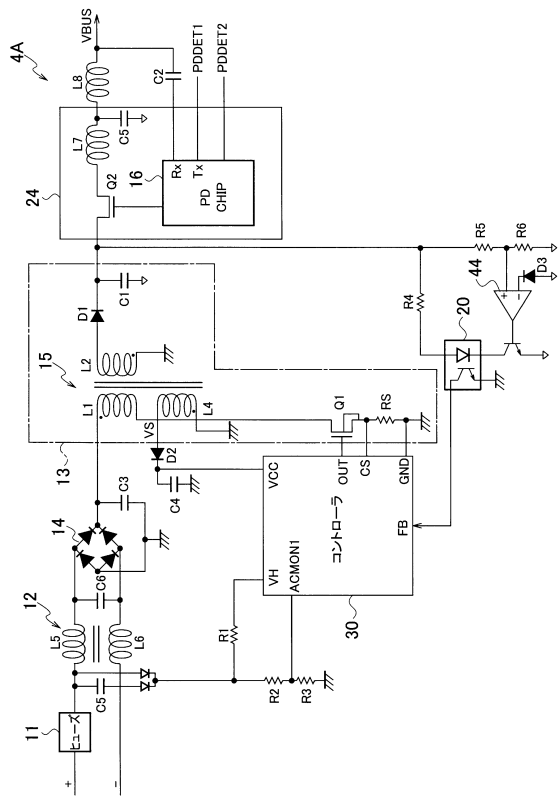 4A
VBUS
L8
C2
PDDET1
PDDET2
24
L7
C5
Q2
16
Rx
Tx
PD
CHIP
R5
R6
44
D3
+
−
R4
20
15
D1
C1
L2
L1
L4
VS
D2
C4
13
Q1
RS
OUT
CS
GND
VCC
FB
コントローラ
VH
ACMON1
30
14
C3
12
L5
L6
C6
C5
R1
R2
R3
11
ヒューズ
+
−